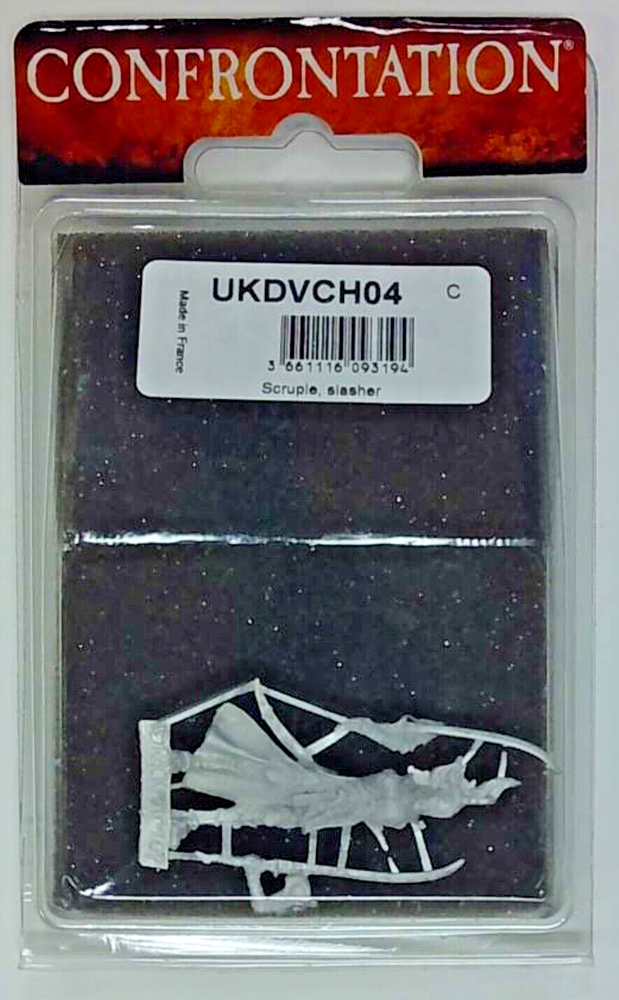 CONFRONTATION®
UKDVCH04
C
Made in France
3 661116 093194
Scruple, slasher